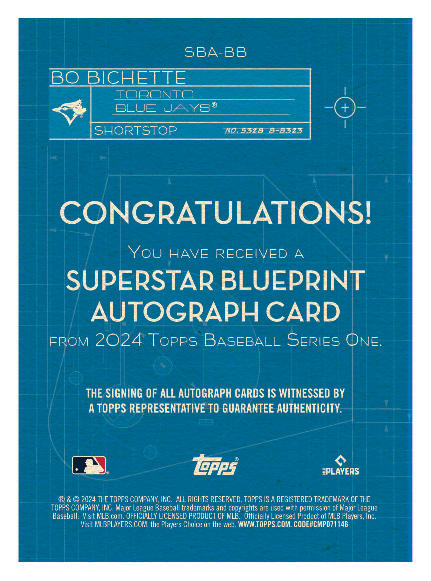 SBA-BB
BO BICHETTE
TORONTO
BLUE JAYS®
SHORTSTOP
NO. 5328 B-8323
CONGRATULATIONS!
YOU HAVE RECEIVED A
SUPERSTAR BLUEPRINT
AUTOGRAPH CARD
FROM 2024 TOPPS BASEBALL SERIES ONE.
THE SIGNING OF ALL AUTOGRAPH CARDS IS WITNESSED BY
A TOPPS REPRESENTATIVE TO GUARANTEE AUTHENTICITY.
topps®
MLB PLAYERS
® & © 2024 THE TOPPS COMPANY, INC. ALL RIGHTS RESERVED. TOPPS IS A REGISTERED TRADEMARK OF THE
TOPPS COMPANY, INC. Major League Baseball trademarks and copyrights are used with permission of Major League
Baseball. Visit MLB.com. OFFICIALLY LICENSED PRODUCT OF MLB. Officially Licensed Product of MLB Players, Inc.
Visit MLBPLAYERS.COM, the Players Choice on the web. WWW.TOPPS.COM. CODE#CMP071146